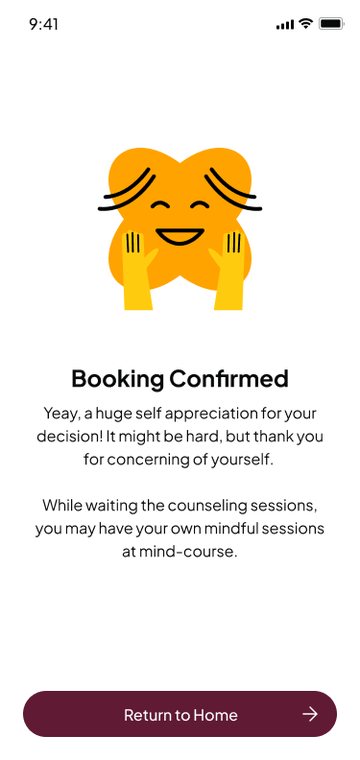 9:41
Booking Confirmed
Yeay, a huge self appreciation for your
decision! It might be hard, but thank you
for concerning of yourself.
While waiting the counseling sessions,
you may have your own mindful sessions
at mind-course.
Return to Home